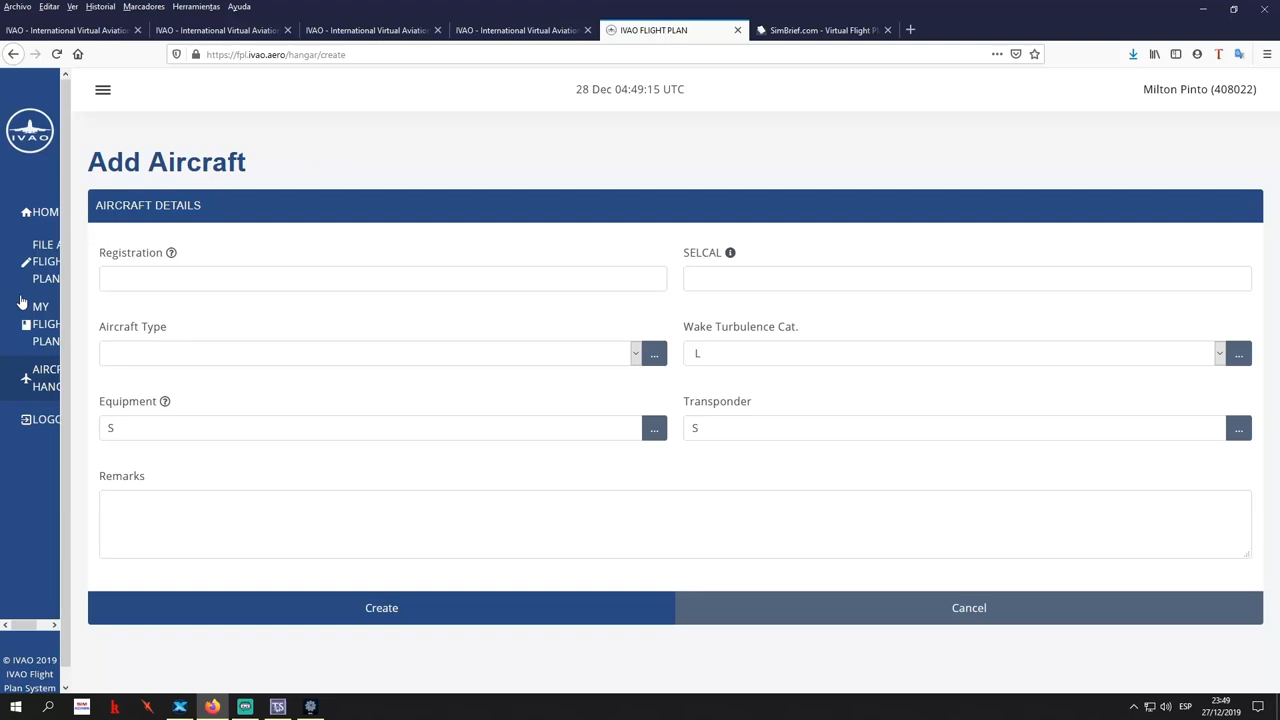 Archivo Editar Ver Historial Marcadores Herramientas Ayuda
IVAO - International Virtual Aviation
IVAO - International Virtual Aviation
IVAO - International Virtual Aviation
IVAO - International Virtual Aviation
IVAO FLIGHT PLAN
SimBrief.com - Virtual Flight Pl
https://fpl.ivao.aero/hangar/create
28 Dec 04:49:15 UTC
Milton Pinto (408022)
IVAO
HOM
FILE A
FLIGH
PLAN
MY
FLIGH
PLAN
AIRCR
HANG
LOGO
© IVAO 2019
IVAO Flight
Plan System
Add Aircraft
AIRCRAFT DETAILS
Registration
SELCAL
Aircraft Type
Wake Turbulence Cat.
...
L
...
Equipment
Transponder
S
...
S
...
Remarks
Create
Cancel
ESP
23:49
27/12/2019